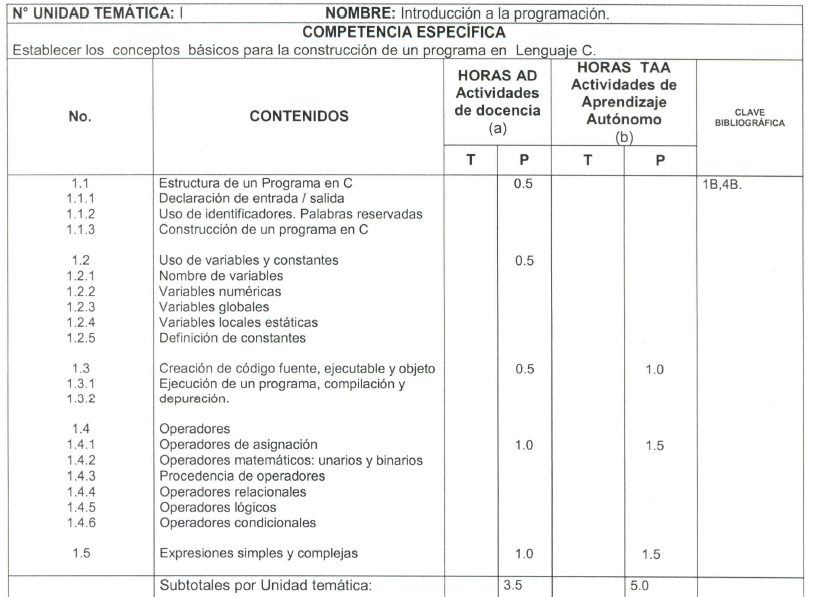 N° UNIDAD TEMÁTICA: I NOMBRE: Introducción a la programación.
COMPETENCIA ESPECÍFICA
Establecer los conceptos básicos para la construcción de un programa en Lenguaje C.
No. CONTENIDOS HORAS AD Actividades de docencia (a) HORAS TAA Actividades de Aprendizaje Autónomo (b) CLAVE BIBLIOGRÁFICA
T P T P
1.1 Estructura de un Programa en C 0.5 1B,4B.
1.1.1 Declaración de entrada / salida
1.1.2 Uso de identificadores. Palabras reservadas
1.1.3 Construcción de un programa en C
1.2 Uso de variables y constantes 0.5
1.2.1 Nombre de variables
1.2.2 Variables numéricas
1.2.3 Variables globales
1.2.4 Variables locales estáticas
1.2.5 Definición de constantes
1.3 Creación de código fuente, ejecutable y objeto 0.5 1.0
1.3.1 Ejecución de un programa, compilación y
1.3.2 depuración.
1.4 Operadores
1.4.1 Operadores de asignación 1.0 1.5
1.4.2 Operadores matemáticos: unarios y binarios
1.4.3 Procedencia de operadores
1.4.4 Operadores relacionales
1.4.5 Operadores lógicos
1.4.6 Operadores condicionales
1.5 Expresiones simples y complejas 1.0 1.5
Subtotales por Unidad temática: 3.5 5.0